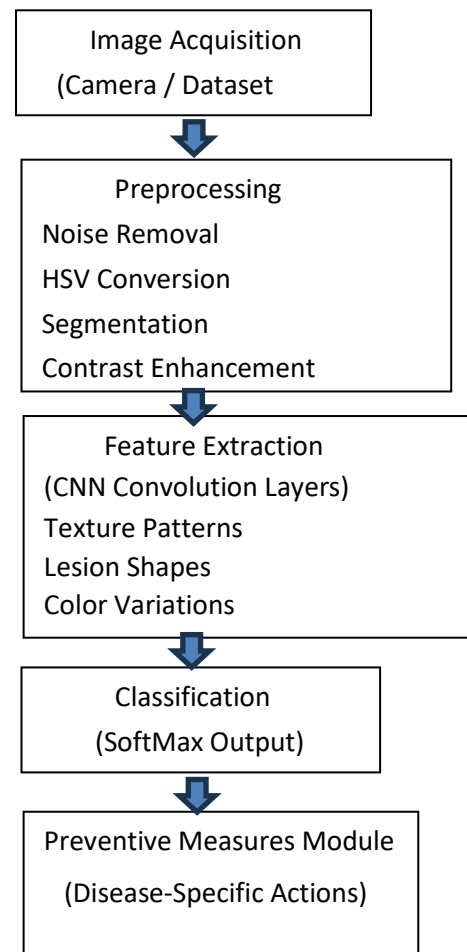 Image Acquisition
(Camera / Dataset
Preprocessing
Noise Removal
HSV Conversion
Segmentation
Contrast Enhancement
Feature Extraction
(CNN Convolution Layers)
Texture Patterns
Lesion Shapes
Color Variations
Classification
(SoftMax Output)
Preventive Measures Module
(Disease-Specific Actions)